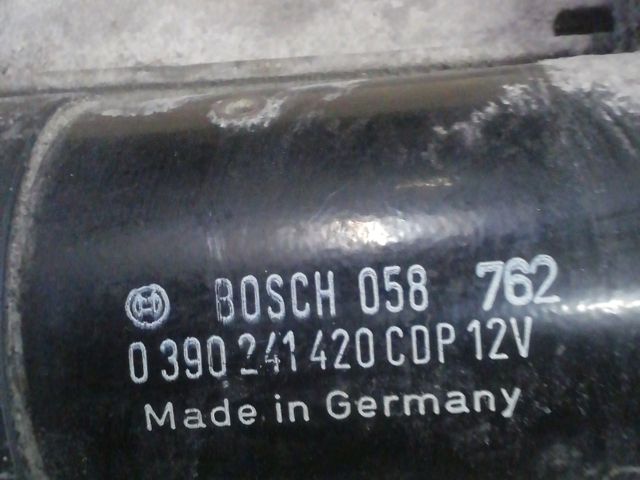 BOSCH 058 762
0 390 241 420 CDP 12V
Made in Germany